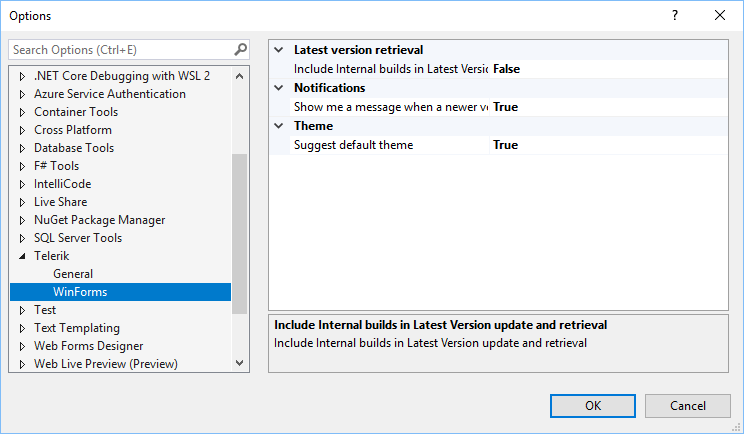 Options
Search Options (Ctrl+E)
.NET Core Debugging with WSL 2
Azure Service Authentication
Container Tools
Cross Platform
Database Tools
F# Tools
IntelliCode
Live Share
NuGet Package Manager
SQL Server Tools
Telerik
General
WinForms
Test
Text Templating
Web Forms Designer
Web Live Preview (Preview)
Latest version retrieval
Include Internal builds in Latest Versic False
Notifications
Show me a message when a newer ve True
Theme
Suggest default theme True
Include Internal builds in Latest Version update and retrieval
Include Internal builds in Latest Version update and retrieval
OK Cancel